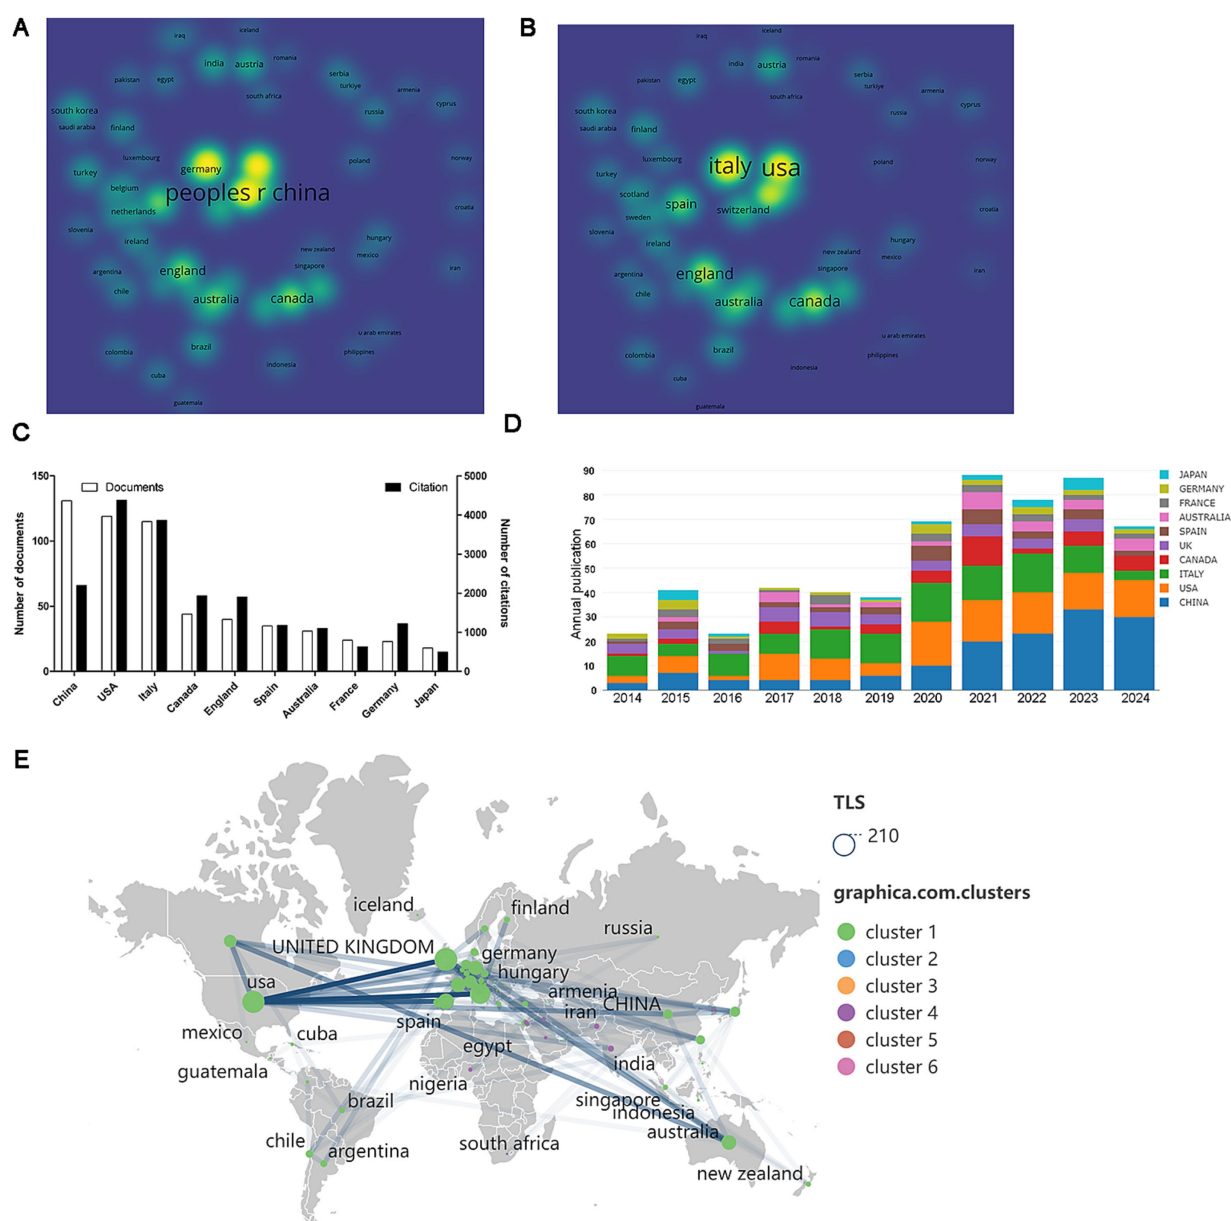 A
iraq
iceland
india
austria
romania
pakistan
egypt
serbia
turkiye
armenia
south africa
south korea
saudi arabia
finland
russia
cyprus
luxembourg
germany
poland
norway
turkey
belgium
peoples r china
netherlands
croatia
slovenia
ireland
new zealand
hungary
mexico
argentina
england
singapore
iran
chile
australia
canada
u arab emirates
colombia
brazil
philippines
cuba
indonesia
guatemala
B
iceland
iraq
india
austria
romania
egypt
pakistan
serbia
turkiye
armenia
south africa
south korea
saudi arabia
finland
russia
cyprus
luxembourg
italy
usa
poland
norway
turkey
scotland
spain
switzerland
sweden
croatia
slovenia
ireland
new zealand
hungary
mexico
argentina
england
singapore
iran
chile
australia
canada
u arab emirates
colombia
brazil
philippines
cuba
indonesia
guatemala
C
Documents
Citation
Number of documents
150
100
50
0
Number of citations
5000
4000
3000
2000
1000
0
China
USA
Italy
Canada
England
Spain
Australia
France
Germany
Japan
D
Annual publication
90
80
70
60
50
40
30
20
10
0
2014
2015
2016
2017
2018
2019
2020
2021
2022
2023
2024
JAPAN
GERMANY
FRANCE
AUSTRALIA
SPAIN
UK
CANADA
ITALY
USA
CHINA
E
iceland
finland
russia
UNITED KINGDOM
germany
hungary
usa
armenia
CHINA
iran
spain
mexico
cuba
egypt
india
guatemala
nigeria
brazil
singapore
indonesia
chile
argentina
south africa
australia
new zealand
TLS
210
graphica.com.clusters
cluster 1
cluster 2
cluster 3
cluster 4
cluster 5
cluster 6